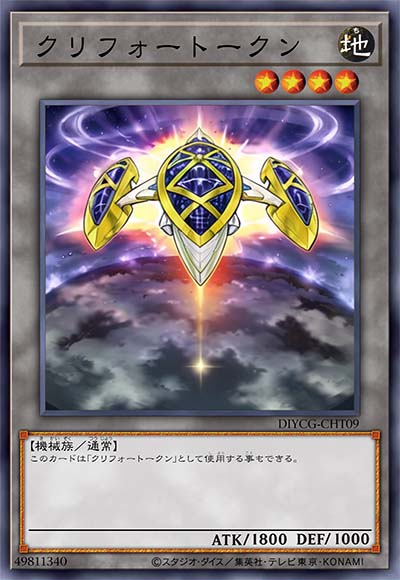 クリフォートークン
地
DIYCG-CHT09
【機械族／通常】
このカードは「クリフォートークン」として使用する事もできる。
ATK/1800 DEF/1000
49811340
©スタジオ・ダイス／集英社・テレビ東京・KONAMI